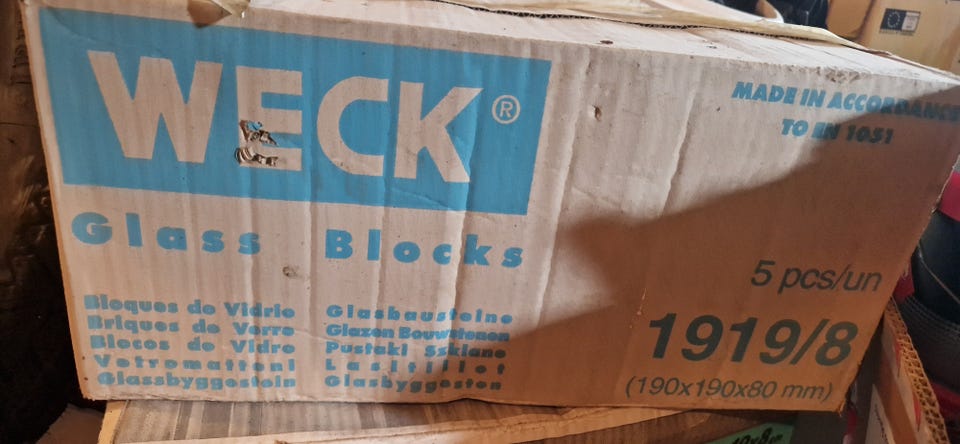 WECK®
MADE IN ACCORDANCE
TO EN 1051
Glass Blocks
Bloques de Vidrio
Briques de Verre
Blocos de Vidro
Vetromattoni
Glassbyggestein
Glasbausteine
Glazen Bouwstenen
Pustaki Szklane
Lasitiilet
Glasbyggesten
5 pcs/un
1919/8
(190x190x80 mm)